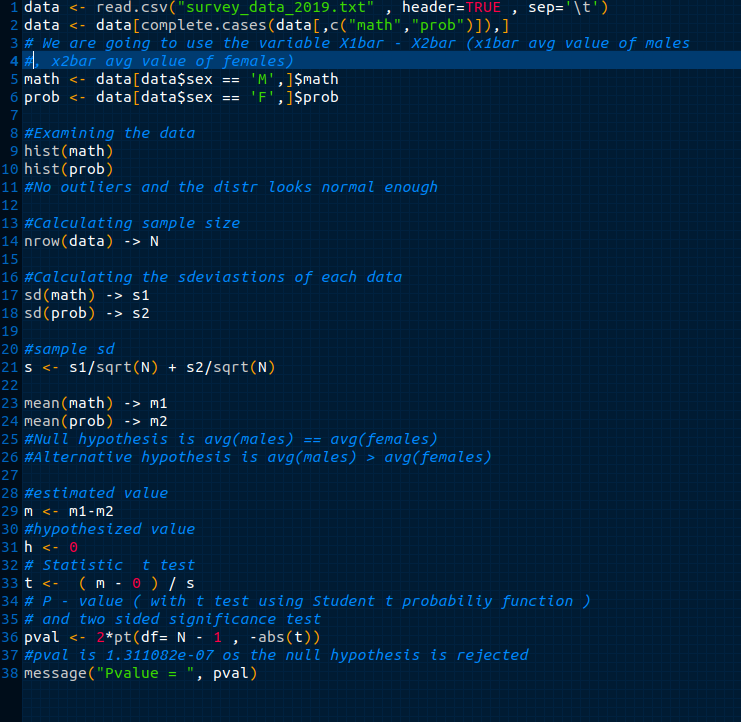 1 data <- read.csv("survey_data_2019.txt" , header=TRUE , sep='\t')
2 data <- data[complete.cases(data[,c("math","prob")]),]
3 # We are going to use the variable X1bar - X2bar (x1bar avg value of males
4 #, x2bar avg value of females)
5 math <- data[data$sex == 'M',]$math
6 prob <- data[data$sex == 'F',]$prob
7
8 #Examining the data
9 hist(math)
10 hist(prob)
11 #No outliers and the distr looks normal enough
12
13 #Calculating sample size
14 nrow(data) -> N
15
16 #Calculating the sdeviastions of each data
17 sd(math) -> s1
18 sd(prob) -> s2
19
20 #sample sd
21 s <- s1/sqrt(N) + s2/sqrt(N)
22
23 mean(math) -> m1
24 mean(prob) -> m2
25 #Null hypothesis is avg(males) == avg(females)
26 #Alternative hypothesis is avg(males) > avg(females)
27
28 #estimated value
29 m <- m1-m2
30 #hypothesized value
31 h <- 0
32 # Statistic  t test
33 t <-  ( m - 0 ) / s
34 # P - value ( with t test using Student t probabiliy function )
35 # and two sided significance test
36 pval <- 2*pt(df= N - 1 , -abs(t))
37 #pval is 1.311082e-07 os the null hypothesis is rejected
38 message("Pvalue = ", pval)